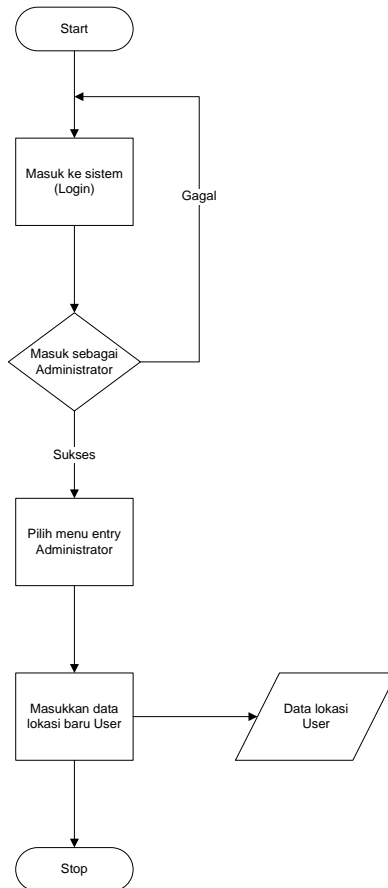 Start
Masuk ke sistem
(Login)
Gagal
Masuk sebagai
Administrator
Sukses
Pilih menu entry
Administrator
Masukkan data
lokasi baru User
Data lokasi
User
Stop